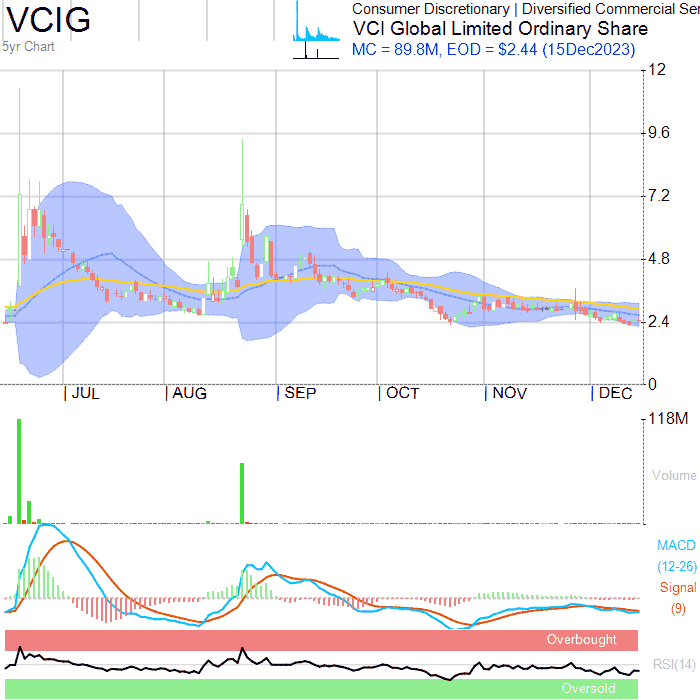 VCIG
5yr Chart
Consumer Discretionary | Diversified Commercial Ser
VCI Global Limited Ordinary Share
MC = 89.8M, EOD = $2.44 (15Dec2023)
12
9.6
7.2
4.8
2.4
0
JUL AUG SEP OCT NOV DEC
118M
Volume
MACD
(12-26)
Signal
(9)
Overbought
RSI(14)
Oversold